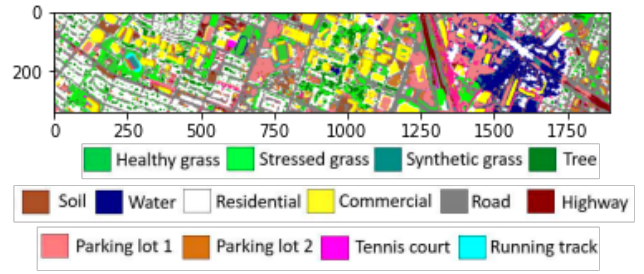 0
200
0 250 500 750 1000 1250 1500 1750
Healthy grass Stressed grass Synthetic grass Tree
Soil Water Residential Commercial Road Highway
Parking lot 1 Parking lot 2 Tennis court Running track